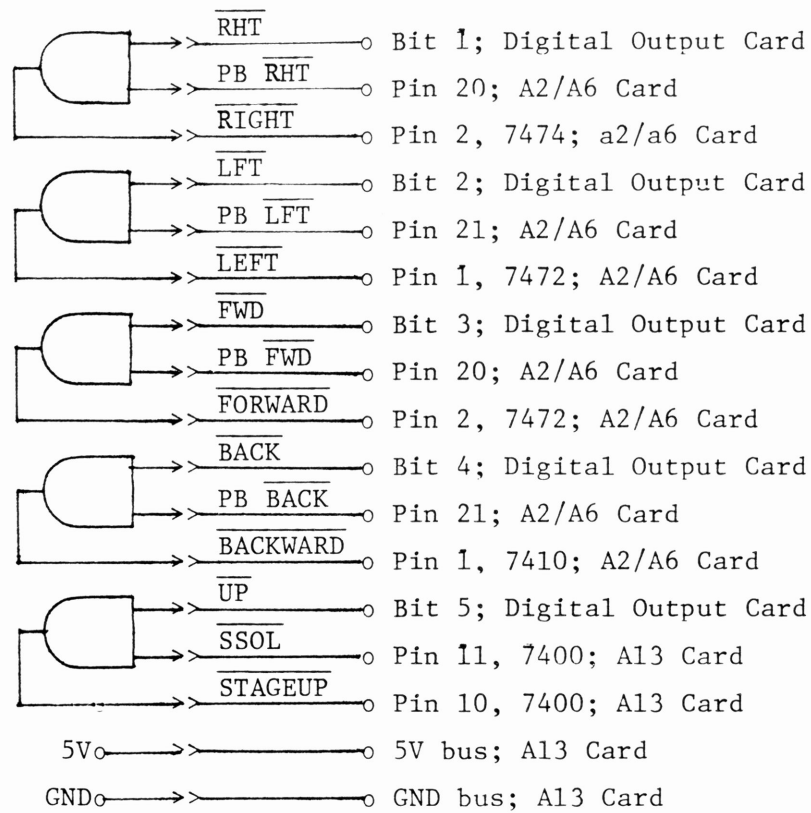 RHT Bit 1; Digital Output Card
PB RHT Pin 20; A2/A6 Card
RIGHT Pin 2, 7474; a2/a6 Card
LFT Bit 2; Digital Output Card
PB LFT Pin 21; A2/A6 Card
LEFT Pin 1, 7472; A2/A6 Card
FWD Bit 3; Digital Output Card
PB FWD Pin 20; A2/A6 Card
FORWARD Pin 2, 7472; A2/A6 Card
BACK Bit 4; Digital Output Card
PB BACK Pin 21; A2/A6 Card
BACKWARD Pin 1, 7410; A2/A6 Card
UP Bit 5; Digital Output Card
SSOL Pin 11, 7400; A13 Card
STAGEUP Pin 10, 7400; A13 Card
5V 5V bus; A13 Card
GND GND bus; A13 Card